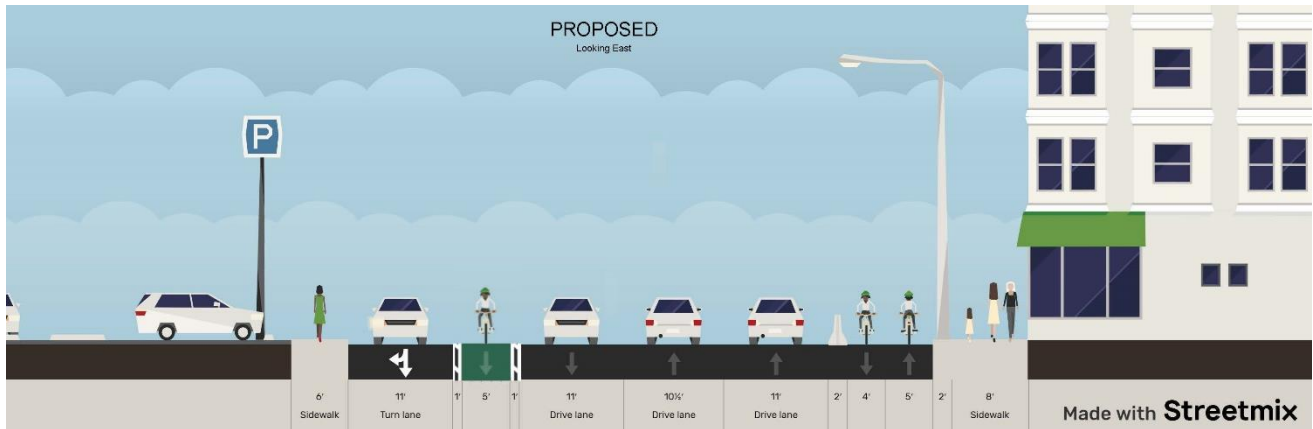 PROPOSED
Looking East
P
6' 11' 1' 5' 1' 11' 10½' 11' 2' 4' 5' 2' 8'
Sidewalk Turn lane Drive lane Drive lane Drive lane Sidewalk
Made with Streetmix